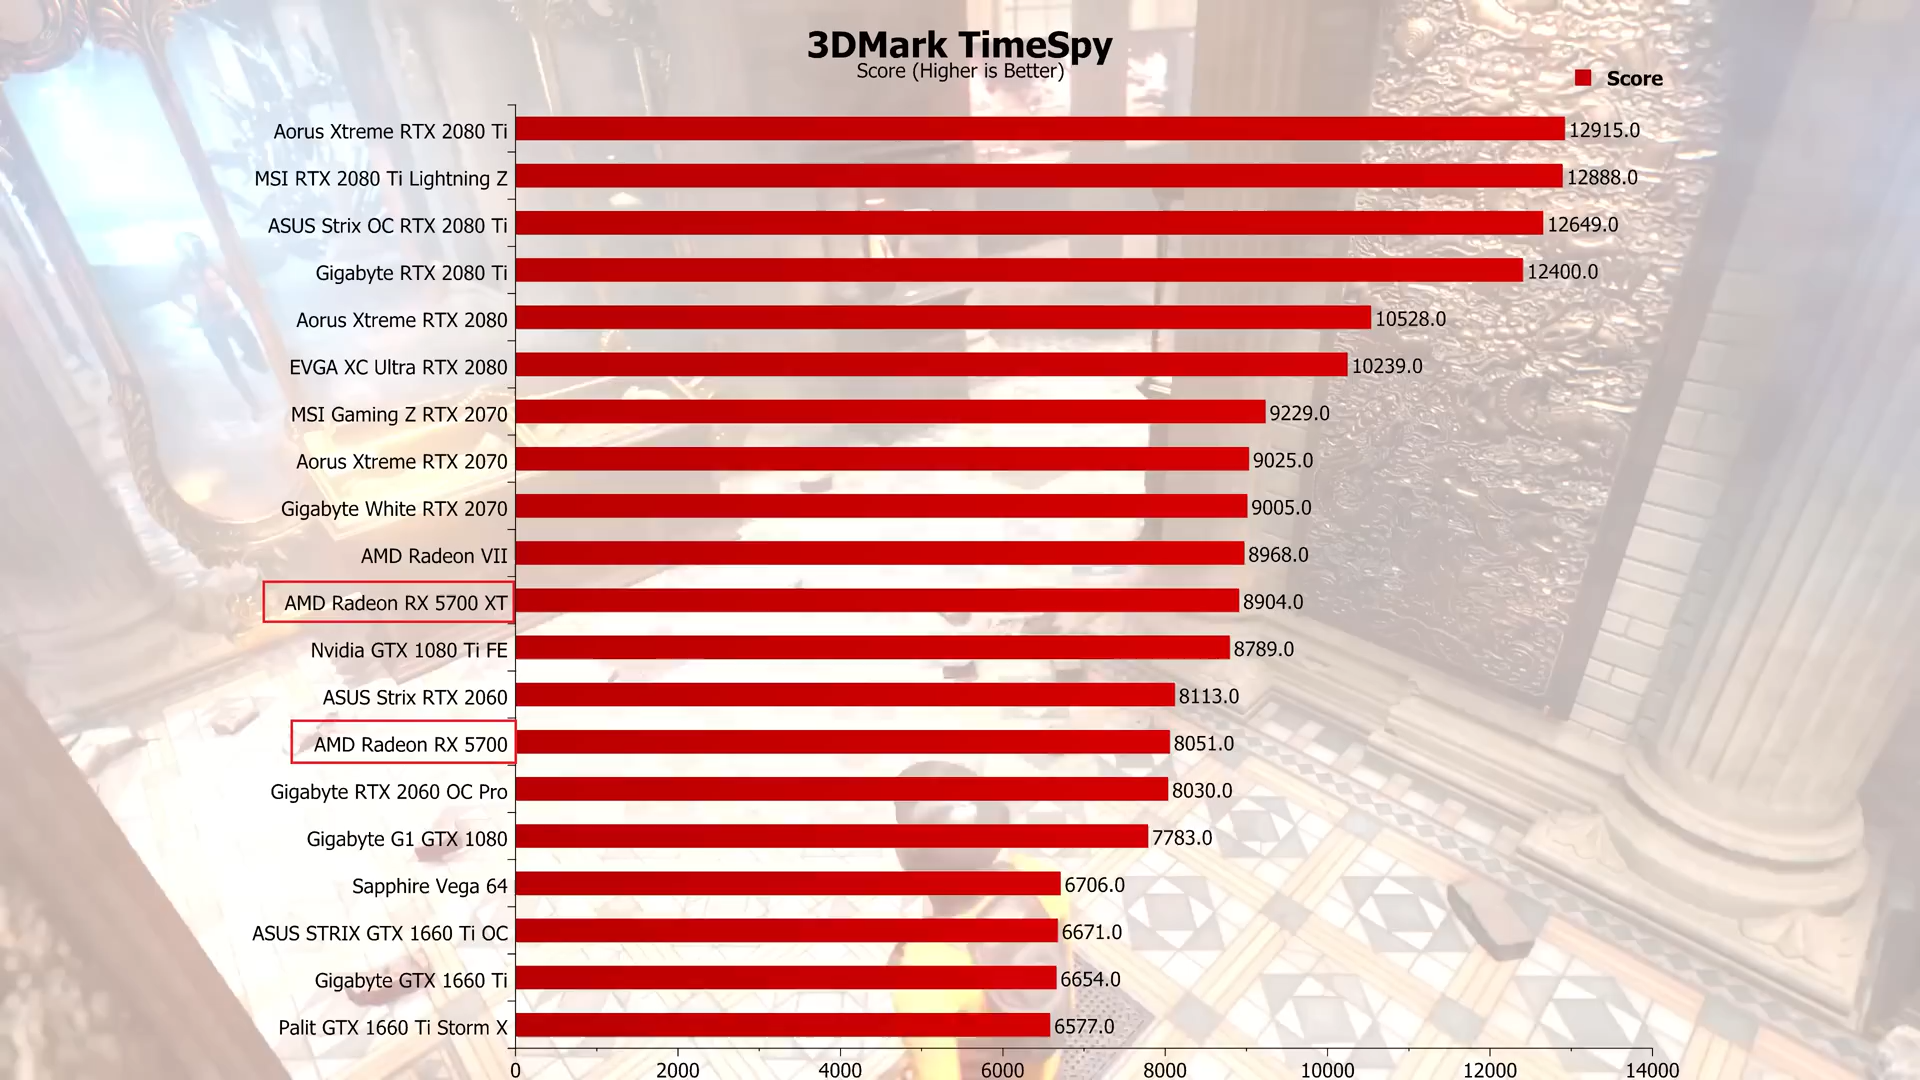 3DMark TimeSpy
Score (Higher is Better)
Score
Aorus Xtreme RTX 2080 Ti 12915.0
MSI RTX 2080 Ti Lightning Z 12888.0
ASUS Strix OC RTX 2080 Ti 12649.0
Gigabyte RTX 2080 Ti 12400.0
Aorus Xtreme RTX 2080 10528.0
EVGA XC Ultra RTX 2080 10239.0
MSI Gaming Z RTX 2070 9229.0
Aorus Xtreme RTX 2070 9025.0
Gigabyte White RTX 2070 9005.0
AMD Radeon VII 8968.0
AMD Radeon RX 5700 XT 8904.0
Nvidia GTX 1080 Ti FE 8789.0
ASUS Strix RTX 2060 8113.0
AMD Radeon RX 5700 8051.0
Gigabyte RTX 2060 OC Pro 8030.0
Gigabyte G1 GTX 1080 7783.0
Sapphire Vega 64 6706.0
ASUS STRIX GTX 1660 Ti OC 6671.0
Gigabyte GTX 1660 Ti 6654.0
Palit GTX 1660 Ti Storm X 6577.0
0 2000 4000 6000 8000 10000 12000 14000